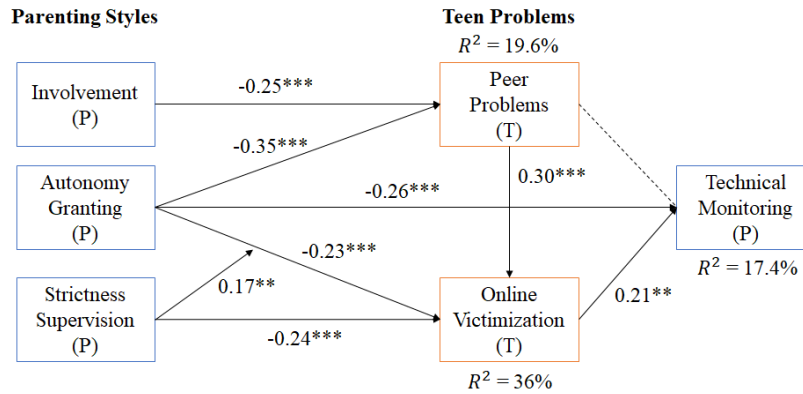 Parenting Styles
Teen Problems
R² = 19.6%
Involvement
(P)
-0.25***
Peer
Problems
(T)
-0.35***
0.30***
Autonomy
Granting
(P)
-0.26***
Technical
Monitoring
(P)
R² = 17.4%
-0.23***
0.17**
Strictness
Supervision
(P)
-0.24***
Online
Victimization
(T)
0.21**
R² = 36%